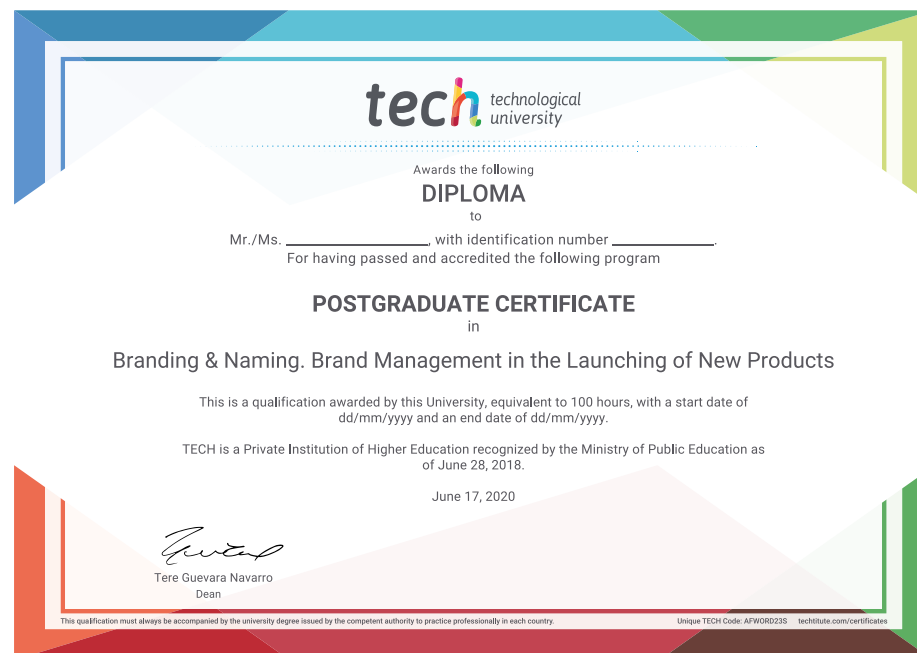 tech technological
university
Awards the following
DIPLOMA
to
Mr./Ms. ____________________, with identification number ______________.
For having passed and accredited the following program
POSTGRADUATE CERTIFICATE
in
Branding & Naming. Brand Management in the Launching of New Products
This is a qualification awarded by this University, equivalent to 100 hours, with a start date of
dd/mm/yyyy and an end date of dd/mm/yyyy.
TECH is a Private Institution of Higher Education recognized by the Ministry of Public Education as
of June 28, 2018.
June 17, 2020
Tere Guevara Navarro
Dean
This qualification must always be accompanied by the university degree issued by the competent authority to practice professionally in each country.
Unique TECH Code: AFWORD23S techtitute.com/certificates